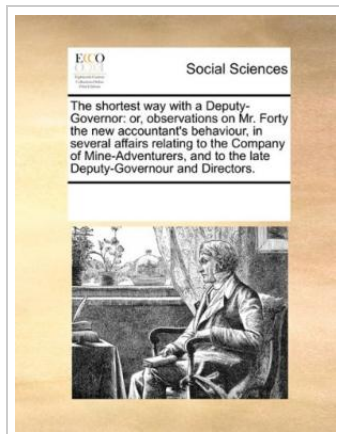 ECCO
Social Sciences
The shortest way with a Deputy-
Governor: or, observations on Mr. Forty
the new accountant's behaviour, in
several affairs relating to the Company
of Mine-Adventurers, and to the late
Deputy-Governour and Directors.